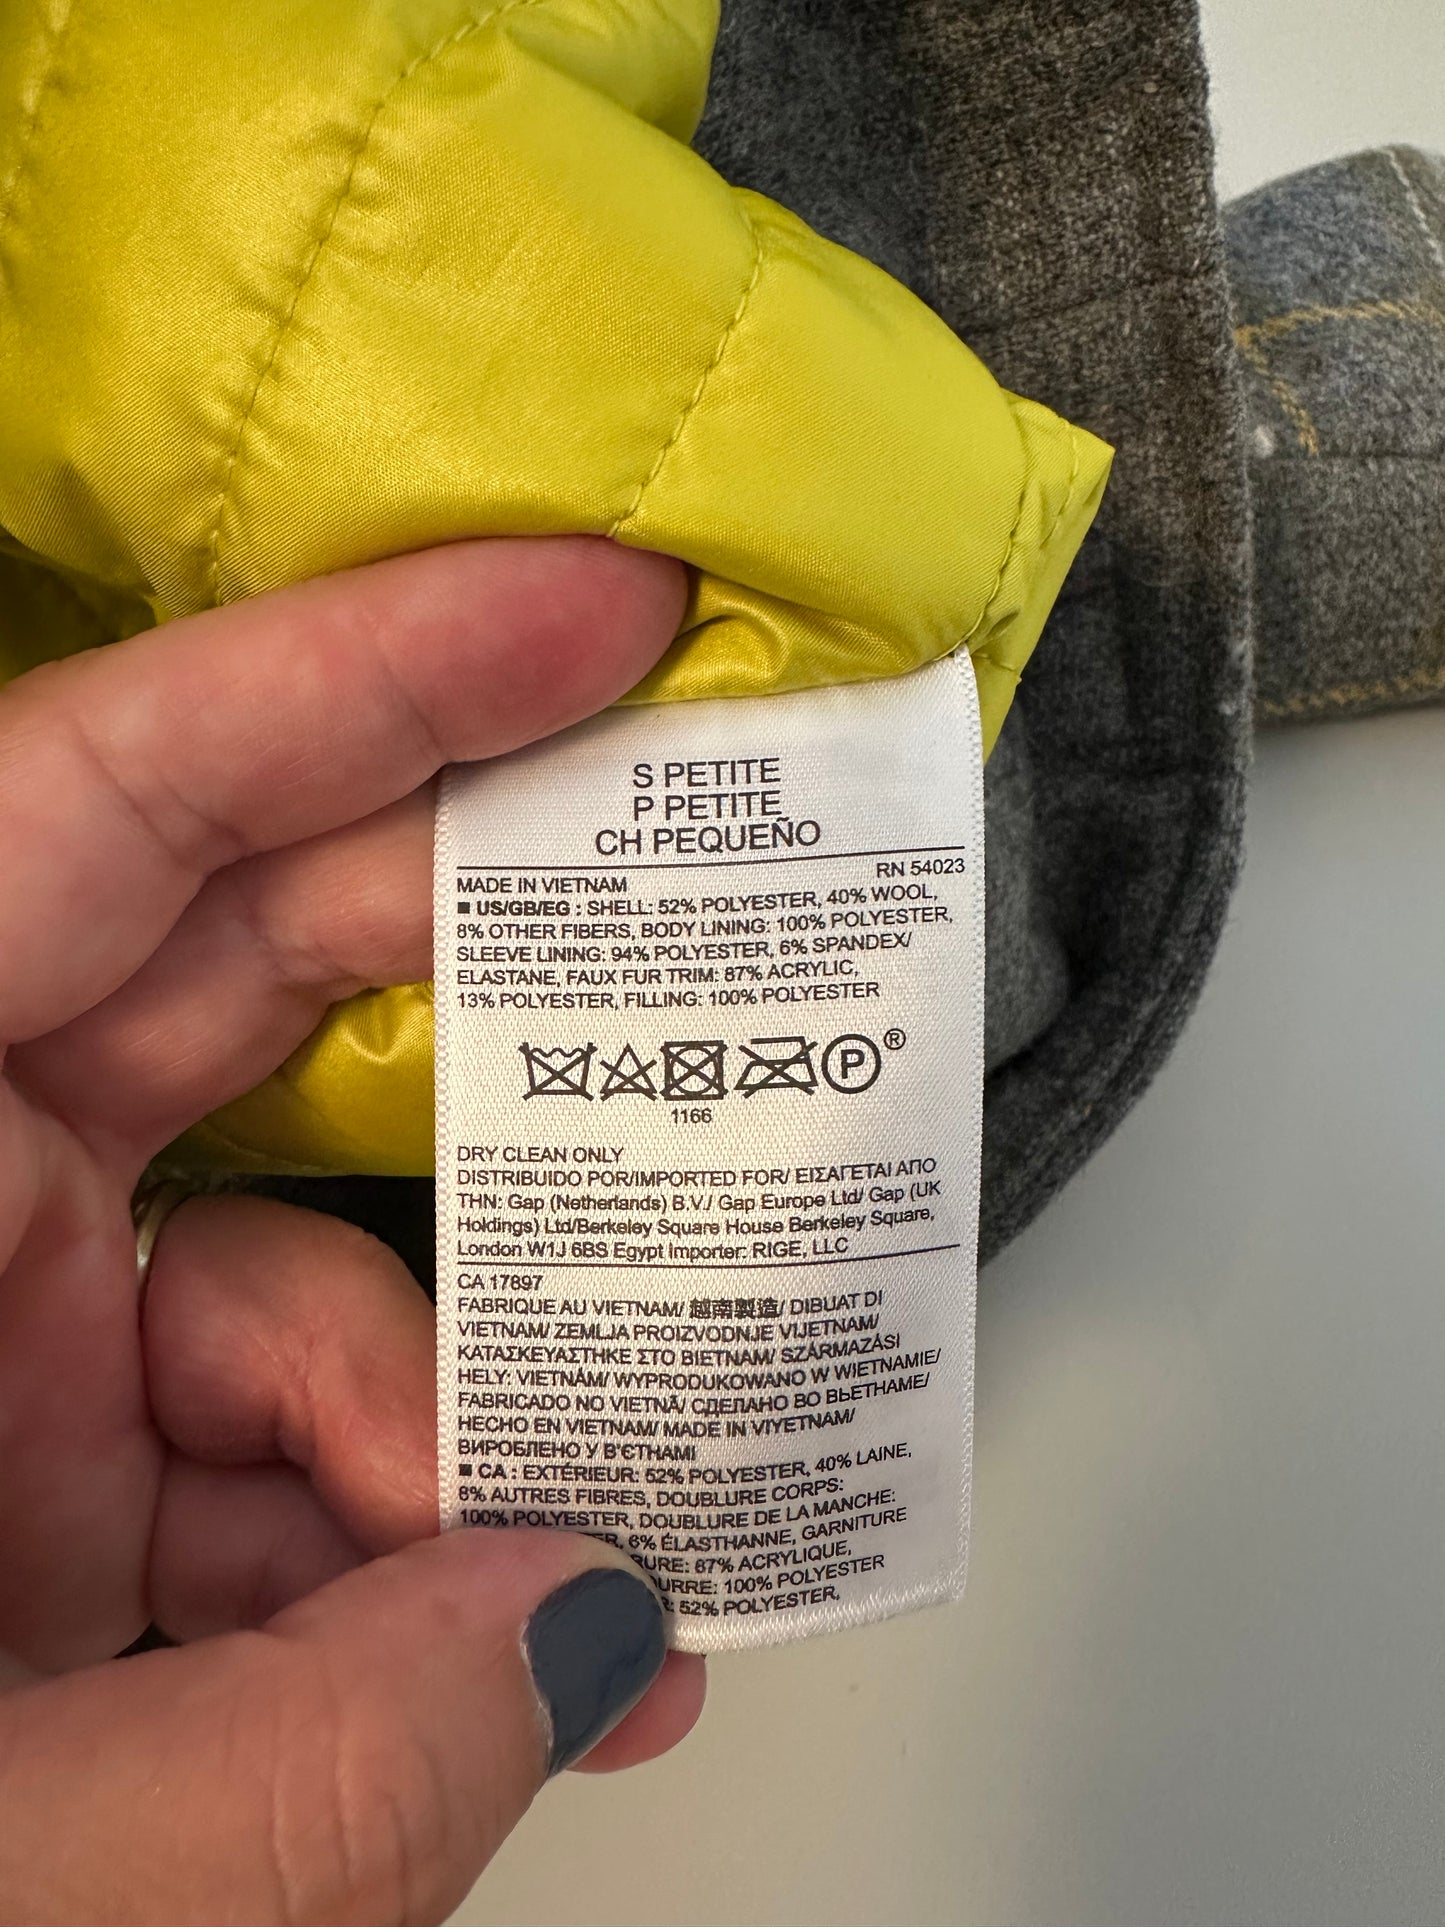 S PETITE
P PETITE
CH PEQUEÑO
RN 54023
MADE IN VIETNAM
■ US/GB/EG : SHELL: 52% POLYESTER, 40% WOOL,
8% OTHER FIBERS, BODY LINING: 100% POLYESTER,
SLEEVE LINING: 94% POLYESTER, 6% SPANDEX/
ELASTANE, FAUX FUR TRIM: 87% ACRYLIC,
13% POLYESTER, FILLING: 100% POLYESTER
P ®
1166
DRY CLEAN ONLY
DISTRIBUIDO POR/IMPORTED FOR/ ΕΙΣΑΓΕΤΑΙ ΑΠΟ
THN: Gap (Netherlands) B.V./ Gap Europe Ltd/ Gap (UK
Holdings) Ltd/Berkeley Square House Berkeley Square,
London W1J 6BS Egypt Importer: RIGE, LLC
CA 17897
FABRIQUE AU VIETNAM/ 越南製造/ DIBUAT DI
VIETNAM/ ZEMLJA PROIZVODNJE VIJETNAM/
ΚΑΤΑΣΚΕΥΑΣΤΗΚΕ ΣΤΟ ΒΙΕΤΝΑΜ/ SZÁRMAZÁSI
HELY: VIETNÁM/ WYPRODUKOWANO W WIETNAMIE/
FABRICADO NO VIETNÃ/ СДЕЛАНО ВО ВЬЕТНАМЕ/
HECHO EN VIETNAM/ MADE IN VIYETNAM/
ВИРОБЛЕНО У В'ЄТНАМІ
■ CA : EXTÉRIEUR: 52% POLYESTER, 40% LAINE,
8% AUTRES FIBRES, DOUBLURE CORPS:
100% POLYESTER, DOUBLURE DE LA MANCHE:
6% ÉLASTHANNE, GARNITURE
87% ACRYLIQUE,
100% POLYESTER
52% POLYESTER,